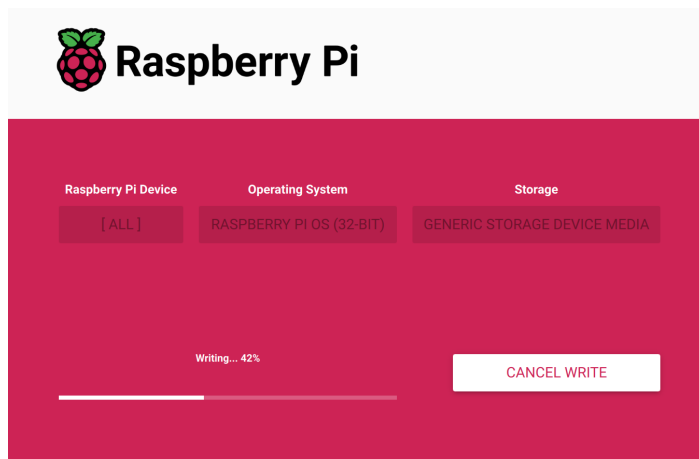 Raspberry Pi
Raspberry Pi Device
Operating System
Storage
[ ALL ]
RASPBERRY PI OS (32-BIT)
GENERIC STORAGE DEVICE MEDIA
Writing... 42%
CANCEL WRITE